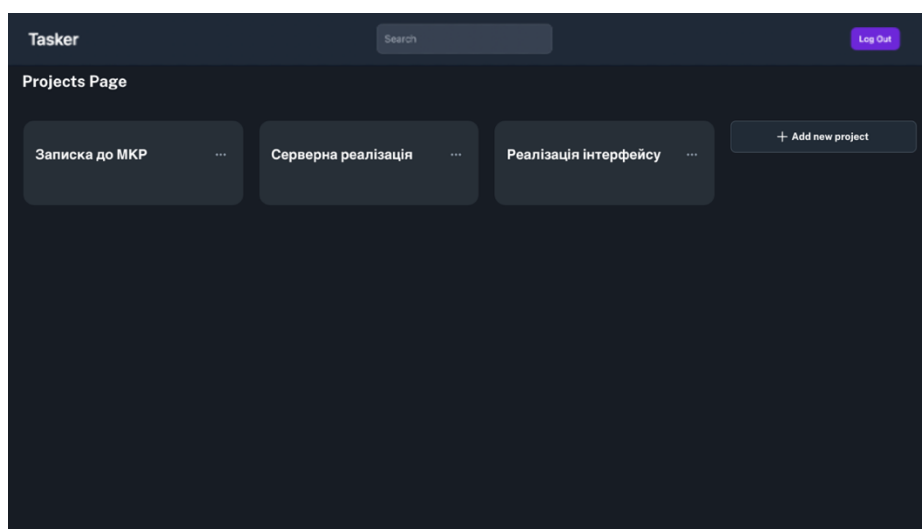 Tasker
Search
Log Out
Projects Page
Записка до МКР
Серверна реалізація
Реалізація інтерфейсу
Add new project